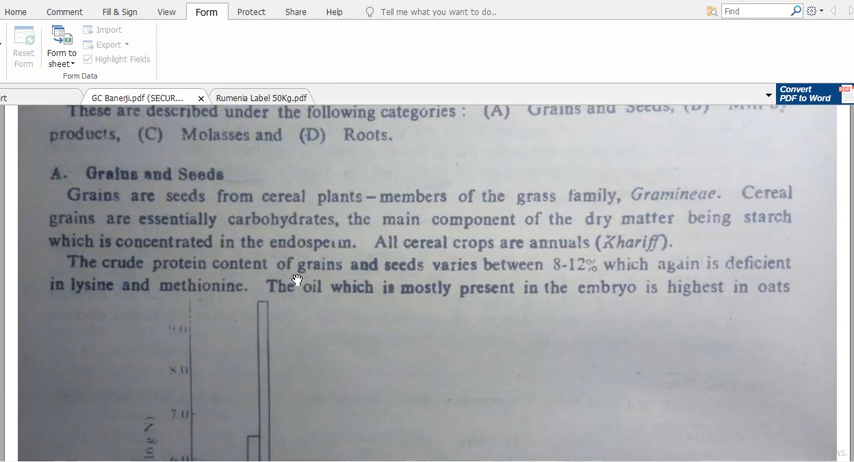 Home Comment Fill & Sign View Form Protect Share Help Tell me what you want to do.. Find
Reset Form
Form to sheet
Import
Export
Highlight Fields
Form Data
rt GC Banerji.pdf (SECUR... × Rumenia Label 50Kg.pdf
Convert PDF to Word
These are described under the following categories : (A) Grains and Seeds,
products, (C) Molasses and (D) Roots.
A. Grains and Seeds
Grains are seeds from cereal plants – members of the grass family, Gramineae. Cereal
grains are essentially carbohydrates, the main component of the dry matter being starch
which is concentrated in the endosperm. All cereal crops are annuals (Khariff).
The crude protein content of grains and seeds varies between 8-12% which again is deficient
in lysine and methionine. The oil which is mostly present in the embryo is highest in oats
9.0
8.0
7.0